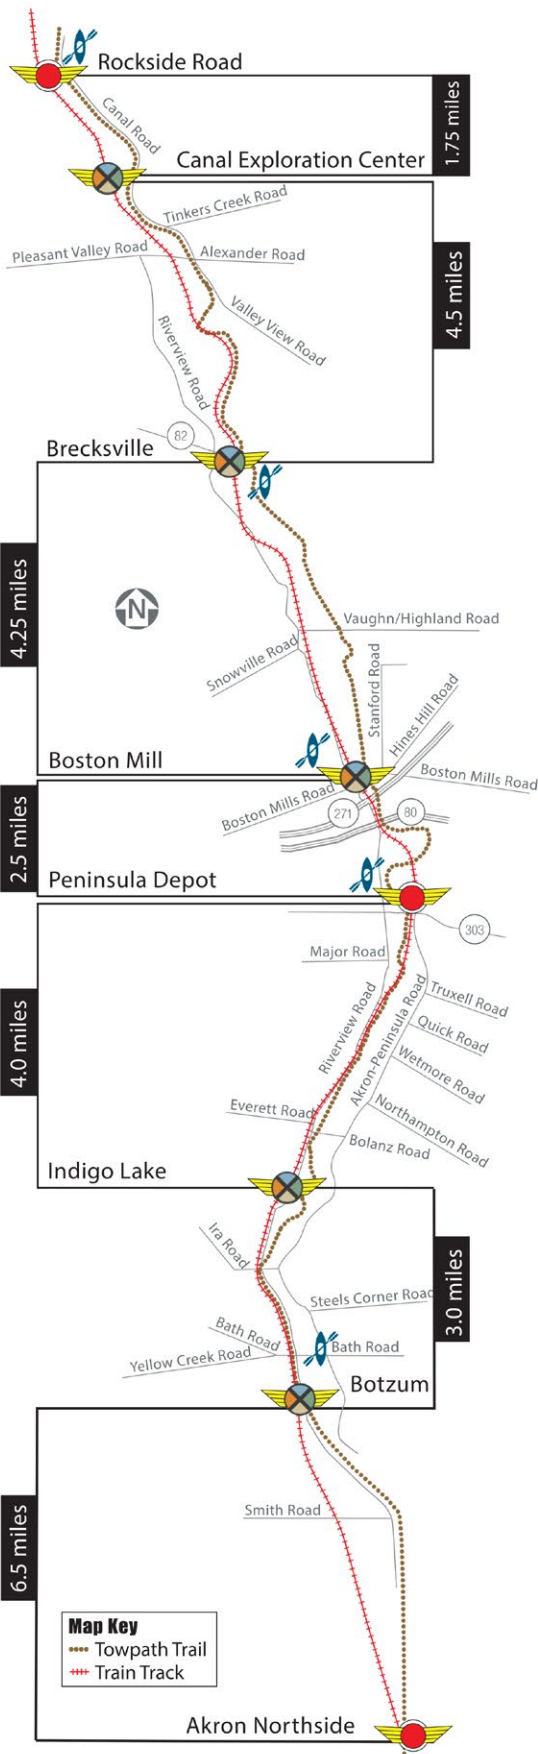 Rockside Road
Canal Road
1.75 miles
Canal Exploration Center
Tinkers Creek Road
Pleasant Valley Road
Alexander Road
4.5 miles
Valley View Road
Riverview Road
82
Brecksville
4.25 miles
N
Vaughn/Highland Road
Snowville Road
Stanford Road
Hines Hill Road
Boston Mill
Boston Mills Road
Boston Mills Road
271
80
2.5 miles
Peninsula Depot
303
Major Road
Truxell Road
Riverview Road
Akron-Peninsula Road
Quick Road
4.0 miles
Wetmore Road
Everett Road
Northampton Road
Bolanz Road
Indigo Lake
Ira Road
3.0 miles
Steels Corner Road
Bath Road
Bath Road
Yellow Creek Road
Botzum
Smith Road
6.5 miles
Map Key
Towpath Trail
Train Track
Akron Northside